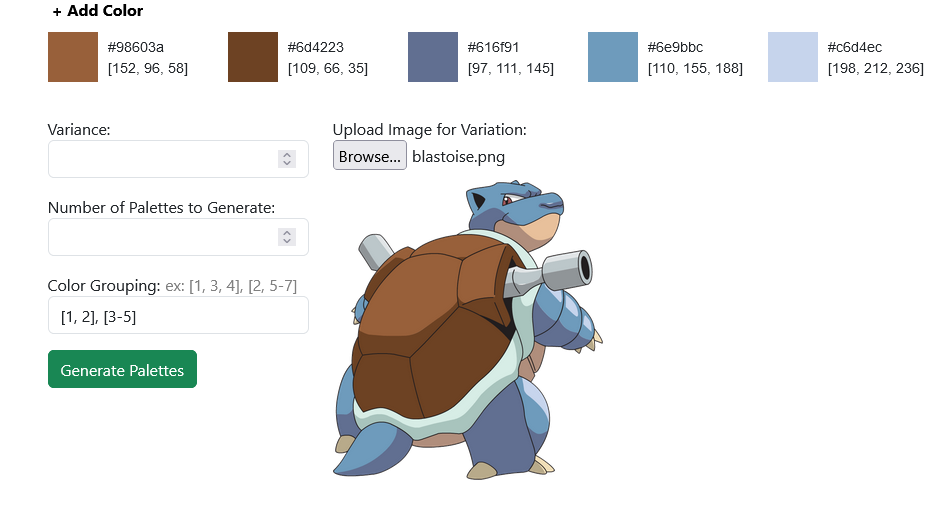 + Add Color
#98603a
[152, 96, 58]
#6d4223
[109, 66, 35]
#616f91
[97, 111, 145]
#6e9bbc
[110, 155, 188]
#c6d4ec
[198, 212, 236]
Variance:
Upload Image for Variation:
Browse... blastoise.png
Number of Palettes to Generate:
Color Grouping: ex: [1, 3, 4], [2, 5-7]
[1, 2], [3-5]
Generate Palettes